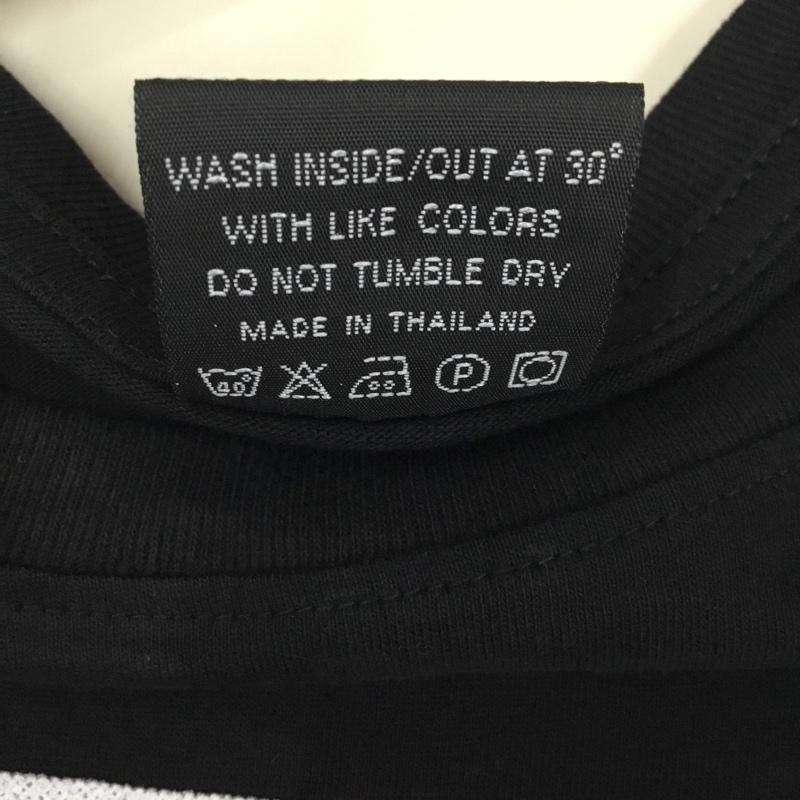 WASH INSIDE/OUT AT 30°
WITH LIKE COLORS
DO NOT TUMBLE DRY
MADE IN THAILAND
P